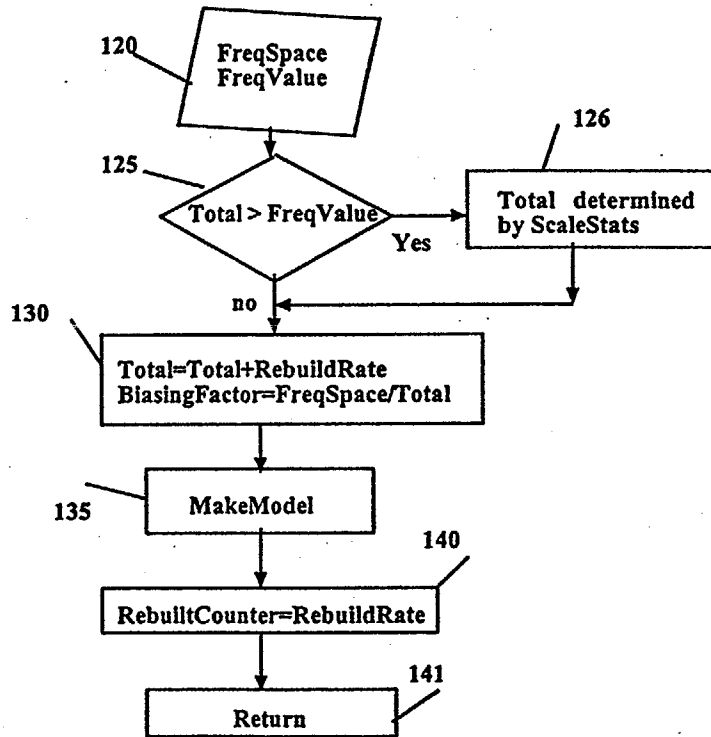 120
FreqSpace
FreqValue
125
Total > FreqValue
Yes
no
126
Total determined
by ScaleStats
130
Total=Total+RebuildRate
BiasingFactor=FreqSpace/Total
135
MakeModel
140
RebuiltCounter=RebuildRate
141
Return